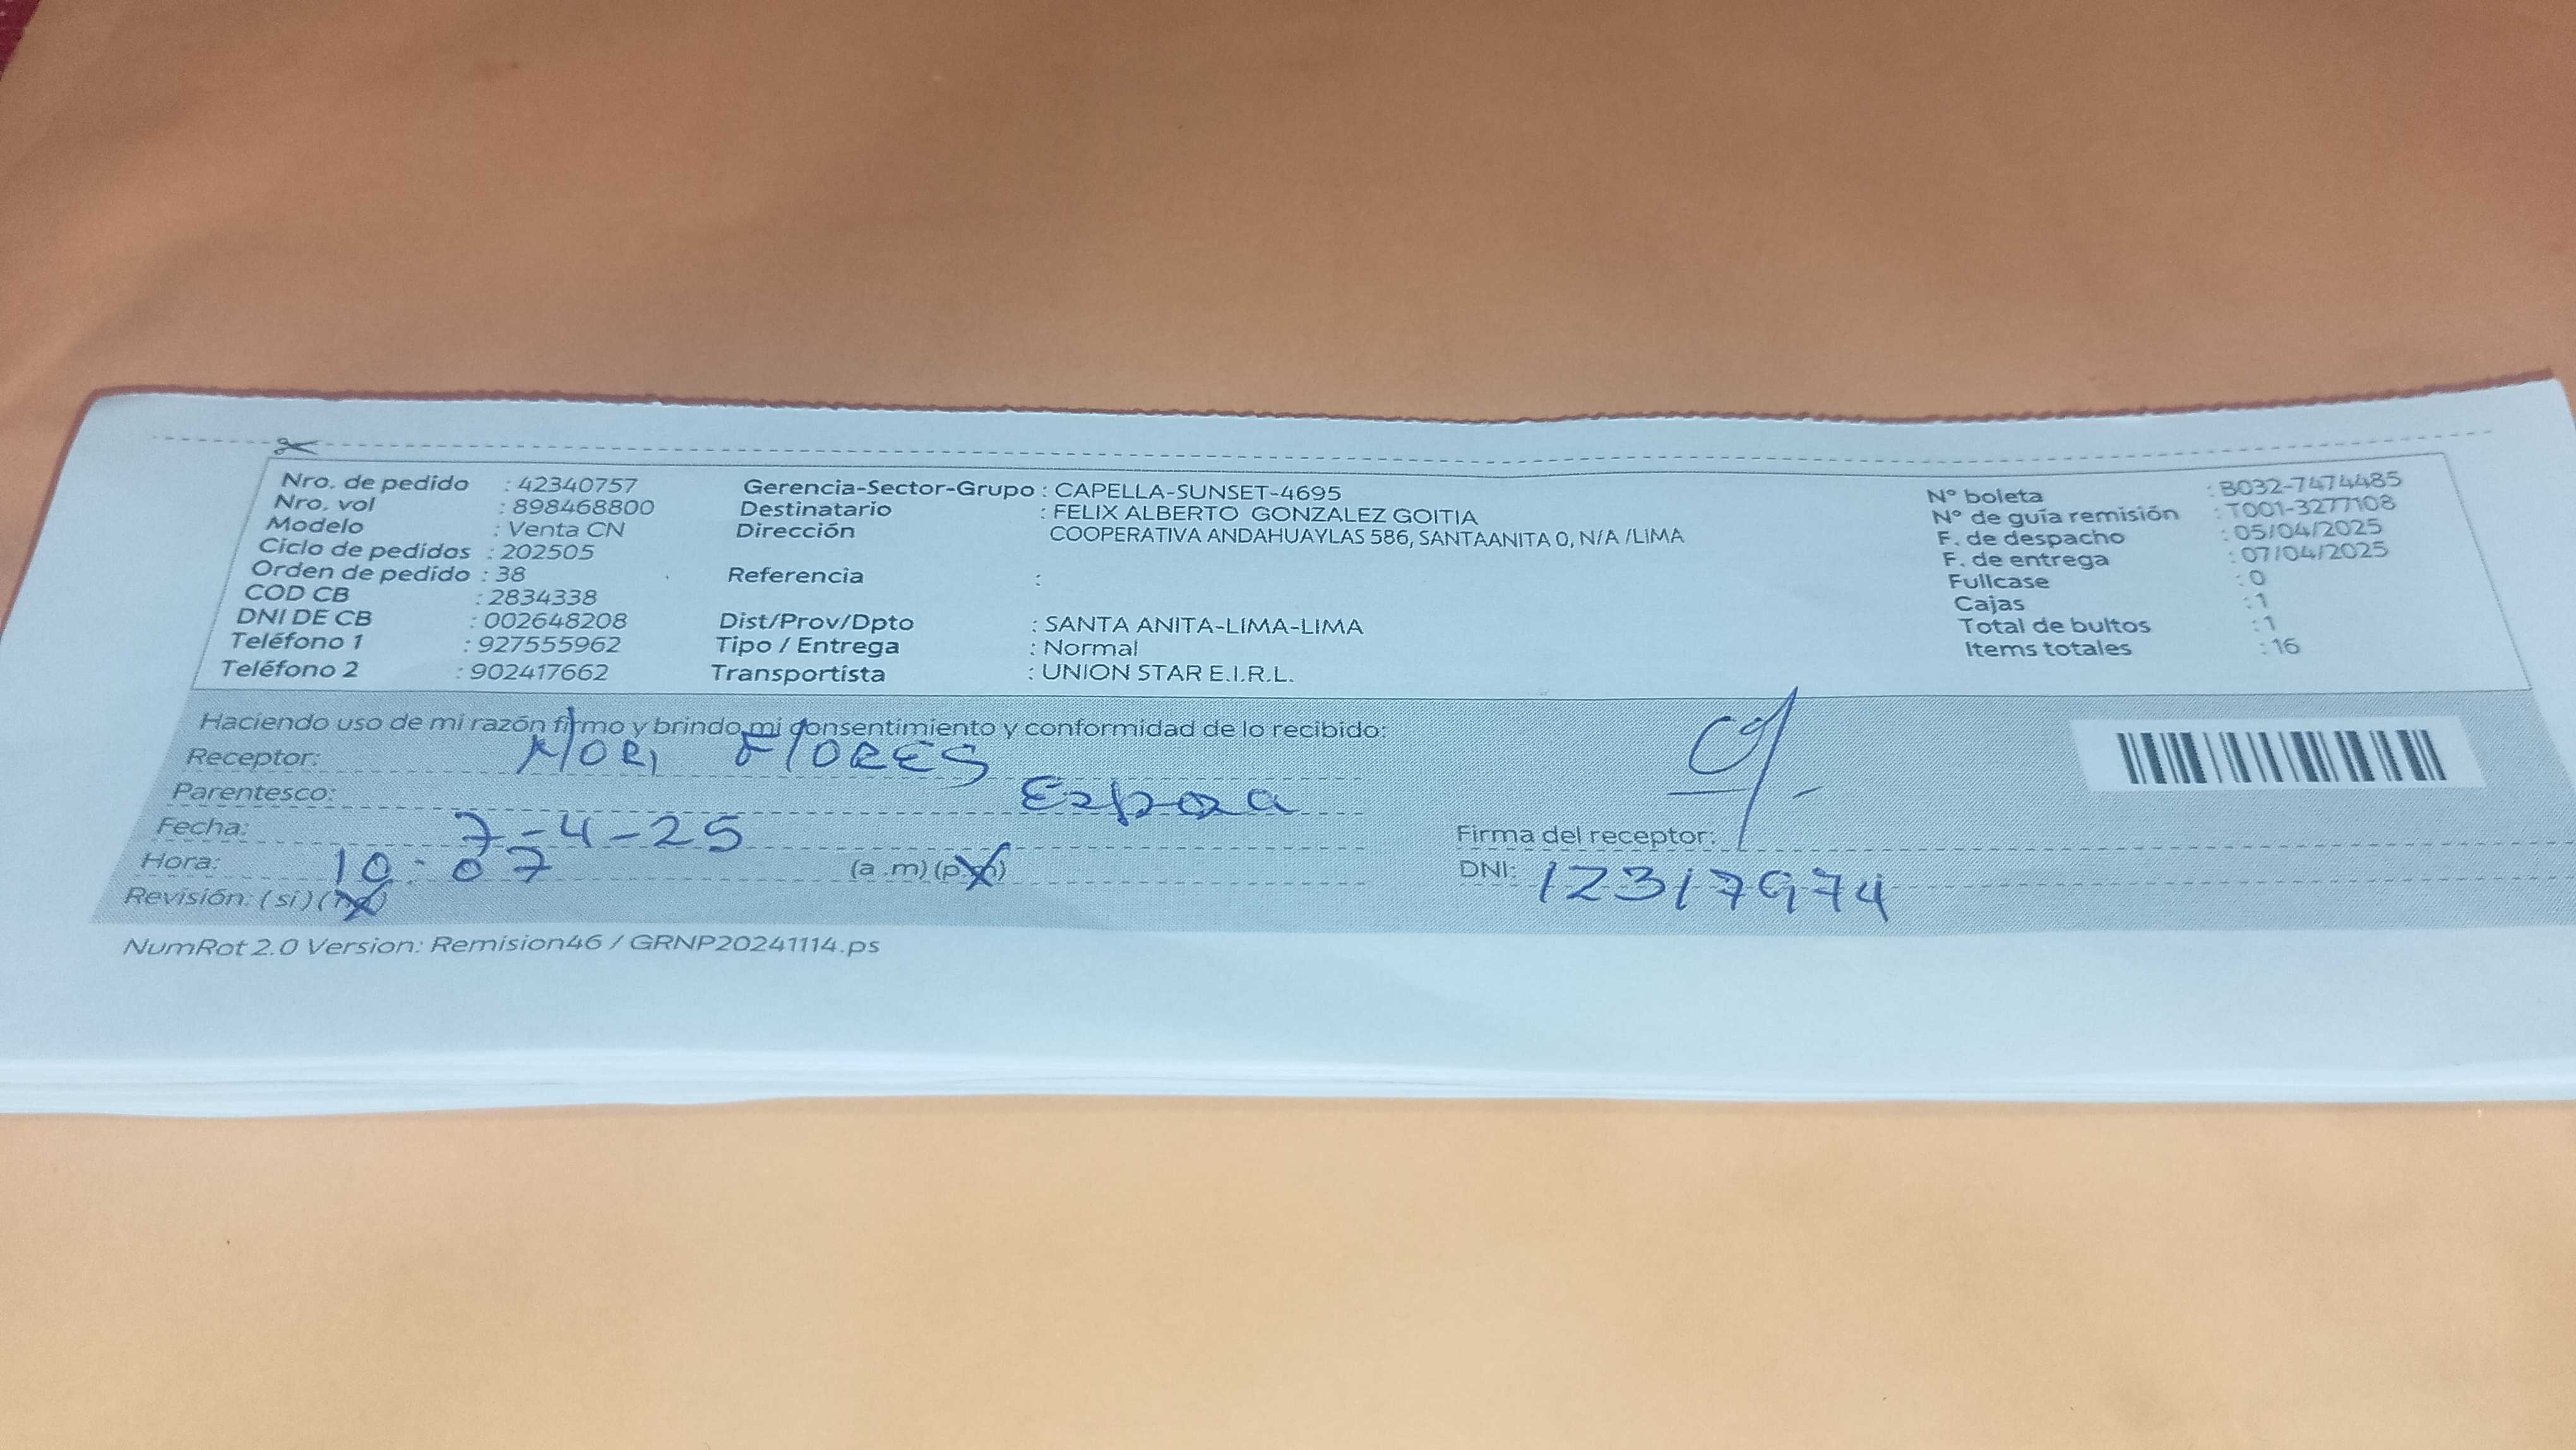 Nro. de pedido : 42340757
Nro. vol : 898468800
Modelo : Venta CN
Ciclo de pedidos : 202505
Orden de pedido : 38
COD CB : 2834338
DNI DE CB : 002648208
Teléfono 1 : 927555962
Teléfono 2 : 902417662
Gerencia-Sector-Grupo : CAPELLA-SUNSET-4695
Destinatario : FELIX ALBERTO GONZALEZ GOITIA
Dirección COOPERATIVA ANDAHUAYLAS 586, SANTAANITA 0, N/A /LIMA
Referencia :
Dist/Prov/Dpto : SANTA ANITA-LIMA-LIMA
Tipo / Entrega : Normal
Transportista : UNION STAR E.I.R.L.
N° boleta : B032-7474485
N° de guía remisión : T001-3277108
F. de despacho : 05/04/2025
F. de entrega : 07/04/2025
Fullcase : 0
Cajas : 1
Total de bultos : 1
Items totales : 16
Haciendo uso de mi razón firmo y brindo mi consentimiento y conformidad de lo recibido:
Receptor: MORI FLORES
Parentesco:
Fecha: 7-4-25
Hora: 10:07 (a.m)(p.m)
Revisión: (si)(no)
Firma del receptor:
DNI: 12317974
NumRot 2.0 Version: Remision46 / GRNP20241114.ps